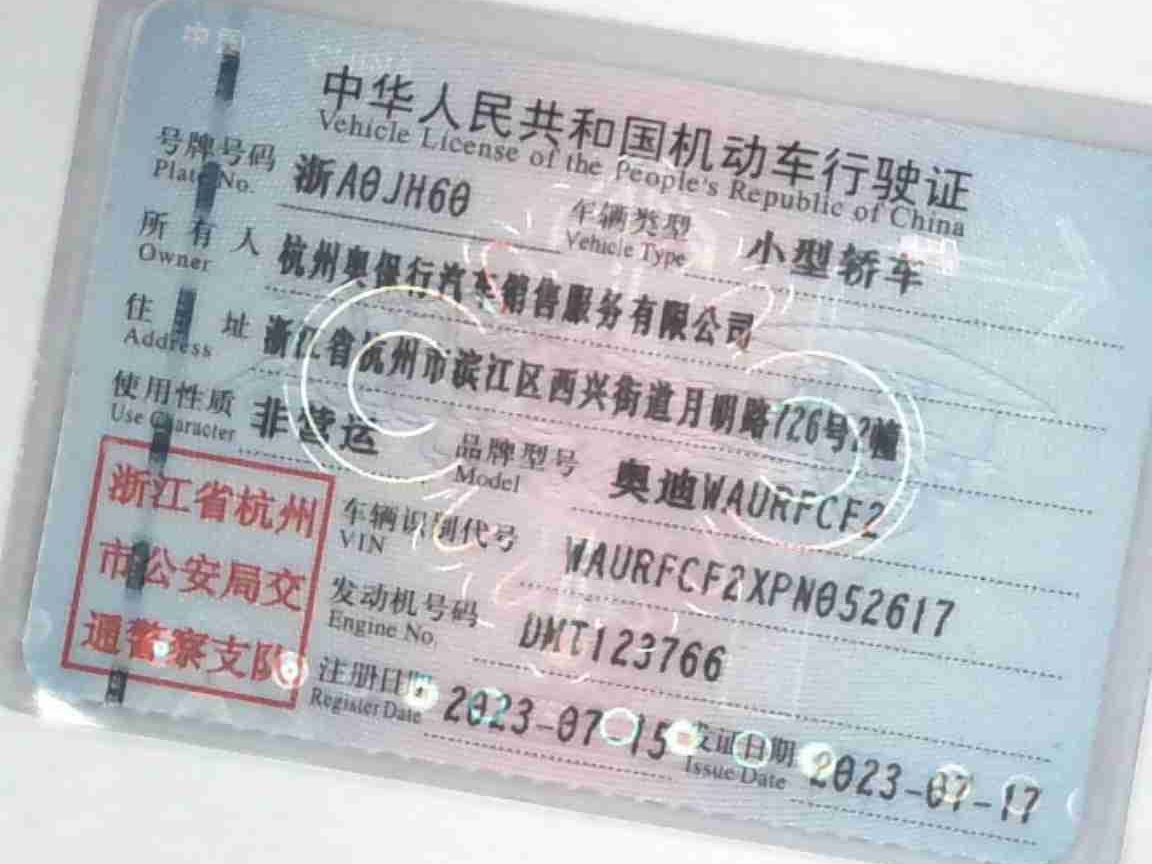 中国
中华人民共和国机动车行驶证
Vehicle License of the People's Republic of China
号牌号码 浙A0JH60 车辆类型 小型轿车
Plate No. Vehicle Type
所有人 杭州奥保行汽车销售服务有限公司
Owner
住址 浙江省杭州市滨江区西兴街道月明路726号2幢
Address
使用性质 非营运 品牌型号 奥迪WAURFCF2
Use Character Model
车辆识别代号 WAURFCF2XPN052617
VIN
发动机号码 DMT123766
Engine No.
注册日期 2023-07-15 发证日期 2023-07-17
Register Date Issue Date
浙江省杭州
市公安局交
通警察支队